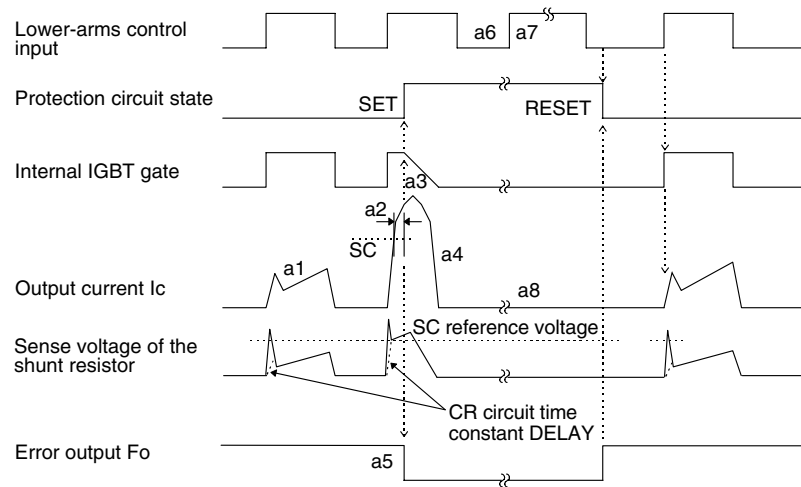 Lower-arms control
input
a6
a7
Protection circuit state
SET
RESET
Internal IGBT gate
a3
a2
SC
a4
a1
Output current Ic
a8
SC reference voltage
Sense voltage of the
shunt resistor
CR circuit time
constant DELAY
Error output Fo
a5